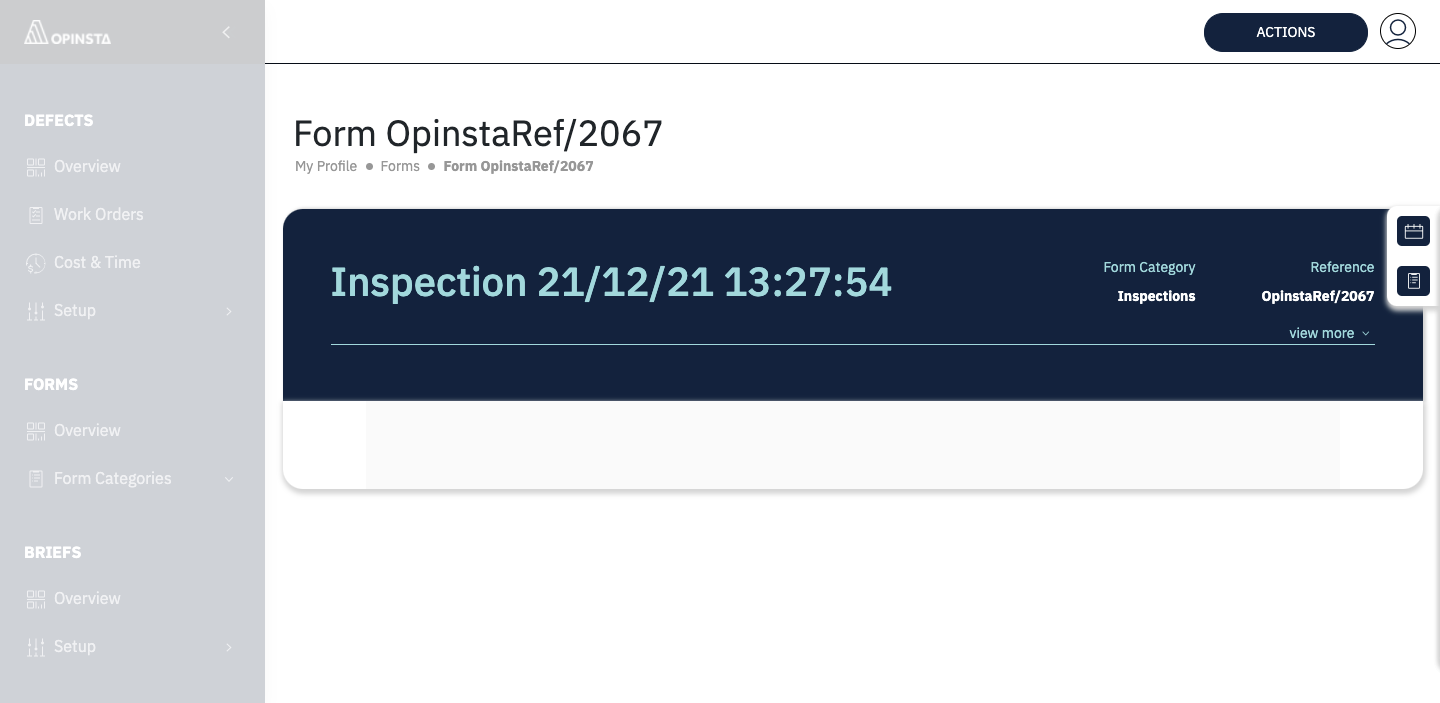 OPINSTA
ACTIONS
DEFECTS
Overview
Work Orders
Cost & Time
Setup
FORMS
Overview
Form Categories
BRIEFS
Overview
Setup
Form OpinstaRef/2067
My Profile ● Forms ● Form OpinstaRef/2067
Inspection 21/12/21 13:27:54
Form Category
Inspections
Reference
OpinstaRef/2067
view more